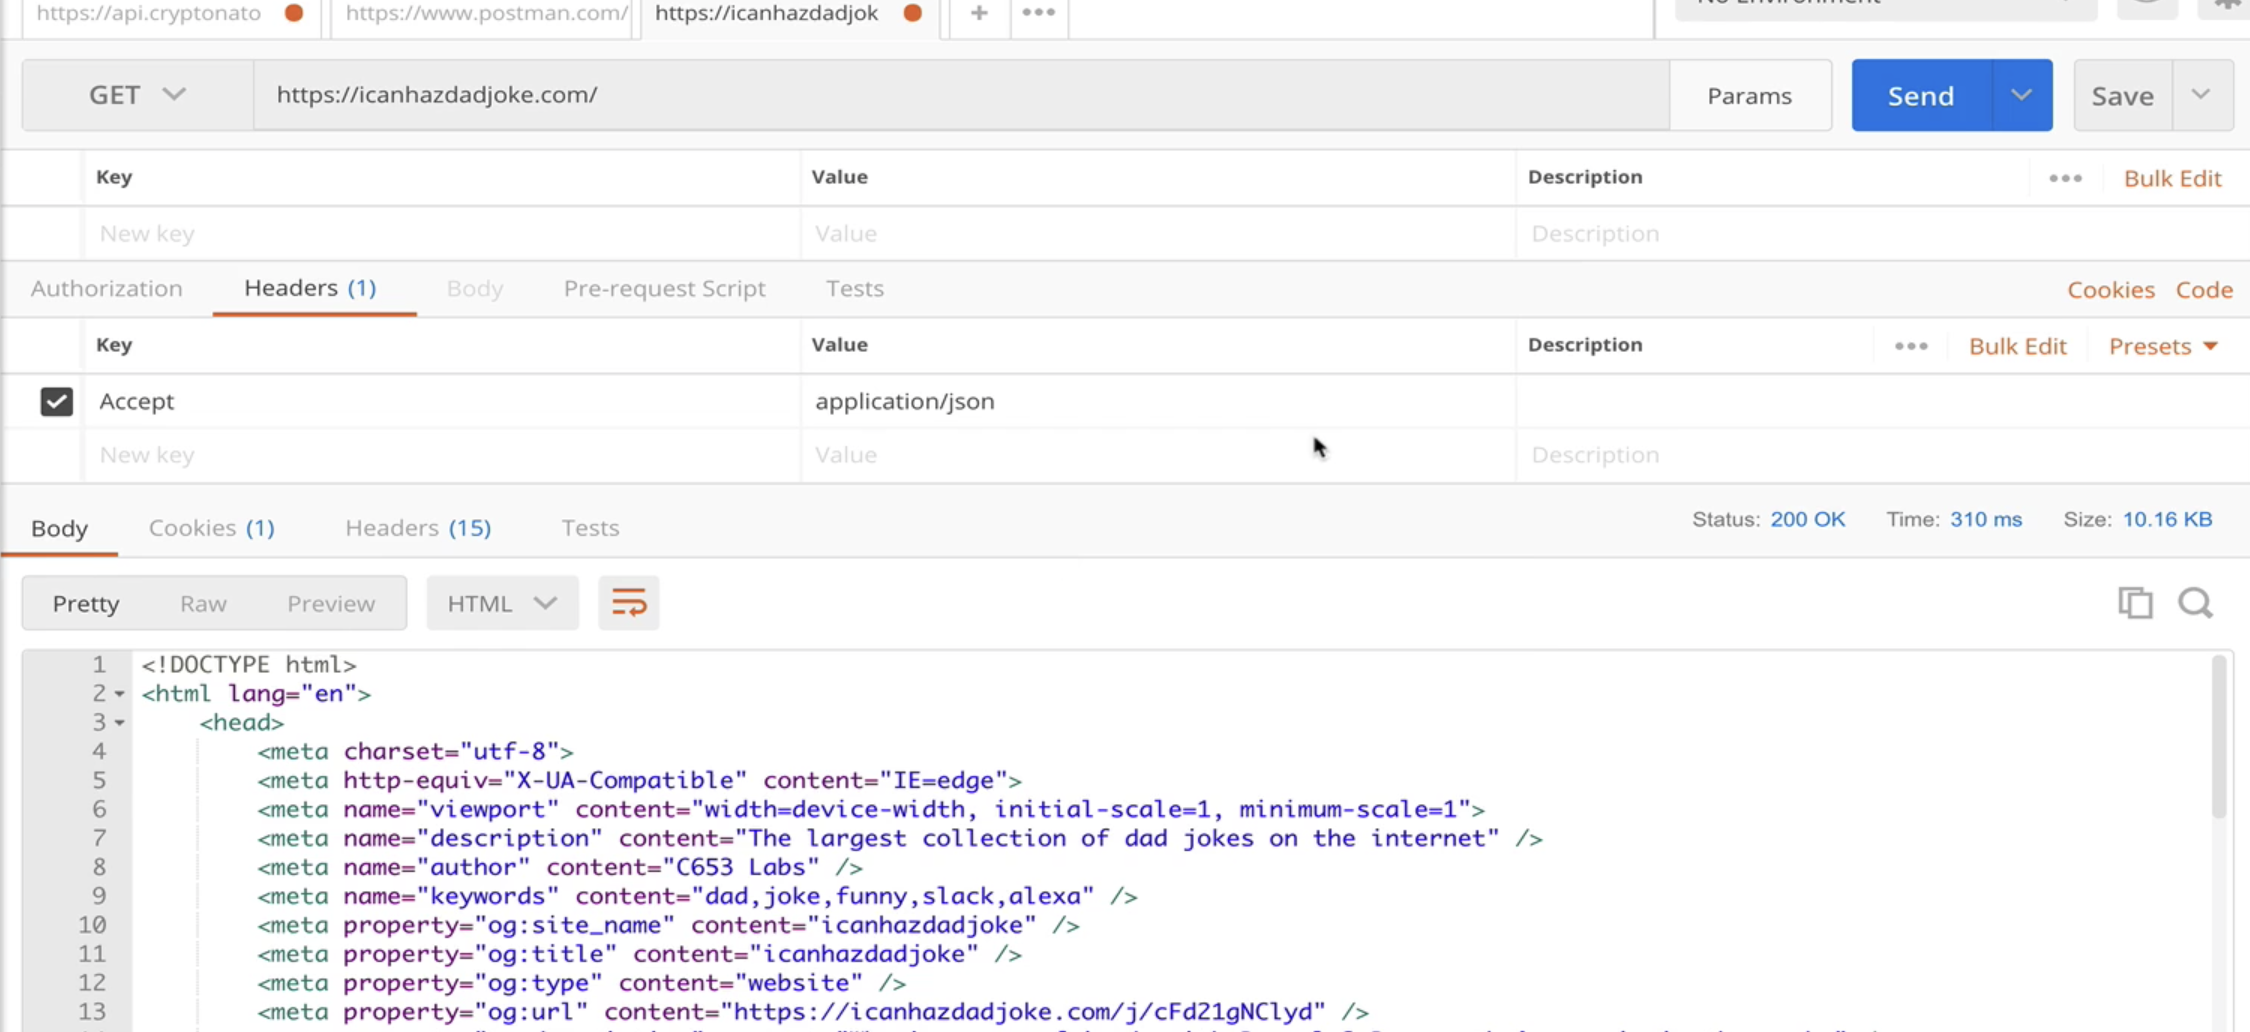 https://api.cryptonato https://www.postman.com/ https://icanhazdadjok + •••
No Environment
GET https://icanhazdadjoke.com/ Params Send Save
Key Value Description ••• Bulk Edit
New key Value Description
Authorization Headers (1) Body Pre-request Script Tests Cookies Code
Key Value Description ••• Bulk Edit Presets
Accept application/json
New key Value Description
Body Cookies (1) Headers (15) Tests Status: 200 OK Time: 310 ms Size: 10.16 KB
Pretty Raw Preview HTML
1 <!DOCTYPE html>
2 <html lang="en">
3 <head>
4 <meta charset="utf-8">
5 <meta http-equiv="X-UA-Compatible" content="IE=edge">
6 <meta name="viewport" content="width=device-width, initial-scale=1, minimum-scale=1">
7 <meta name="description" content="The largest collection of dad jokes on the internet" />
8 <meta name="author" content="C653 Labs" />
9 <meta name="keywords" content="dad,joke,funny,slack,alexa" />
10 <meta property="og:site_name" content="icanhazdadjoke" />
11 <meta property="og:title" content="icanhazdadjoke" />
12 <meta property="og:type" content="website" />
13 <meta property="og:url" content="https://icanhazdadjoke.com/j/cFd21gNClyd" />